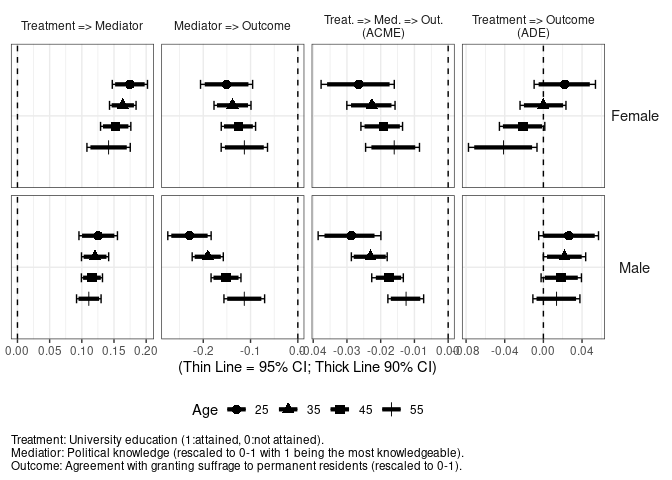 Treatment => Mediator
Mediator => Outcome
Treat. => Med. => Out.
(ACME)
Treatment => Outcome
(ADE)
Female
Male
0.00 0.05 0.10 0.15 0.20
-0.2 -0.1 0.0
-0.04 -0.03 -0.02 -0.01 0.00
-0.08 -0.04 0.00 0.04
(Thin Line = 95% CI; Thick Line 90% CI)
Age 25 35 45 55
Treatment: University education (1:attained, 0:not attained).
Mediatior: Political knowledge (rescaled to 0-1 with 1 being the most knowledgeable).
Outcome: Agreement with granting suffrage to permanent residents (rescaled to 0-1).